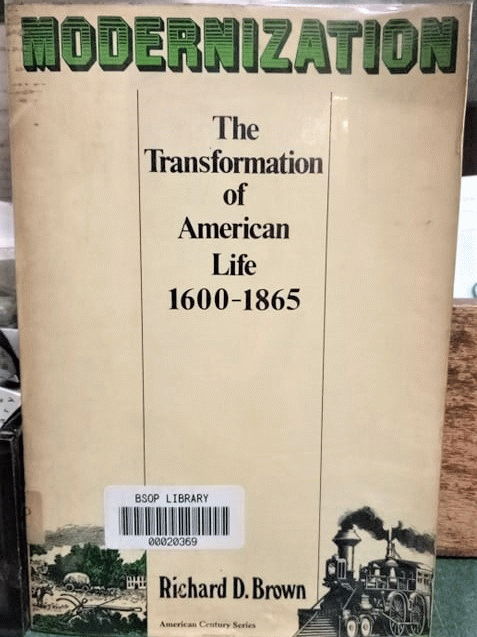 MODERNIZATION
The
Transformation
of
American
Life
1600-1865
BSOP LIBRARY
00020369
Richard D. Brown
American Century Series